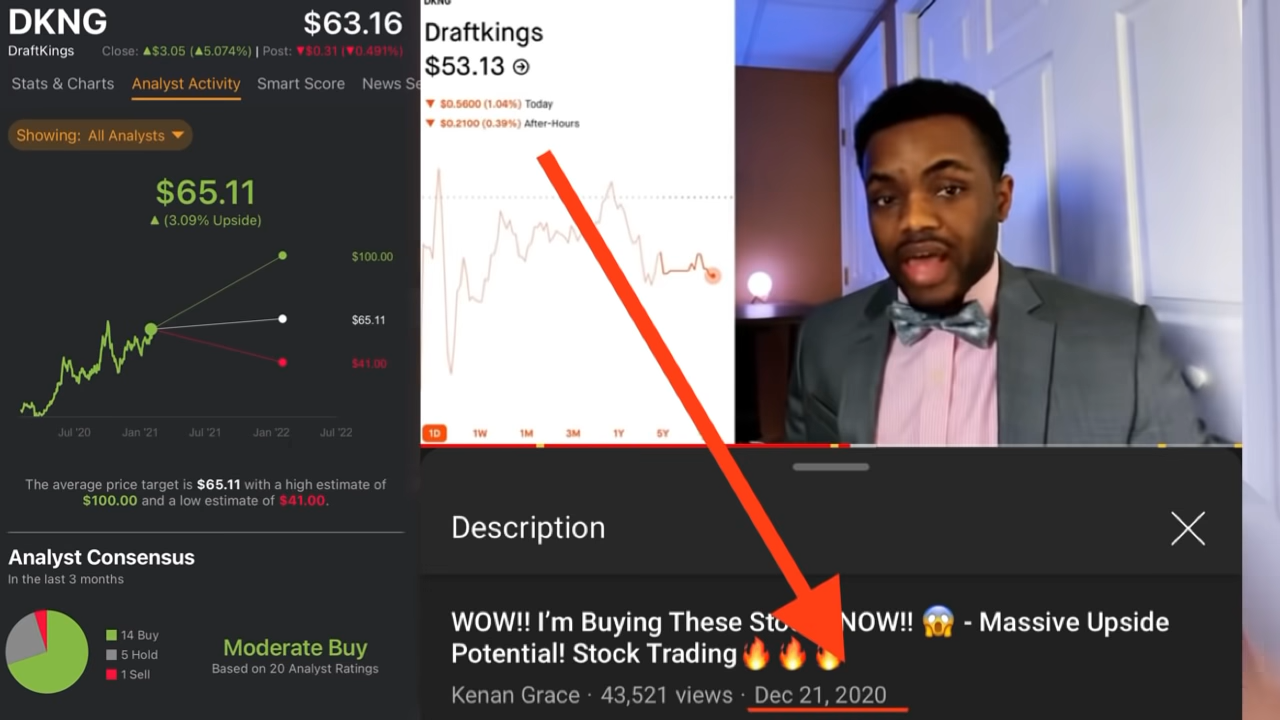 DKNG $63.16
DraftKings Close: ▲$3.05 (▲5.074%) | Post: ▼$0.31 (▼0.491%)
Stats & Charts Analyst Activity Smart Score News Se
Showing: All Analysts ▼
$65.11
▲ (3.09% Upside)
$100.00
$65.11
$41.00
Jul '20 Jan '21 Jul '21 Jan '22 Jul '22
The average price target is $65.11 with a high estimate of
$100.00 and a low estimate of $41.00.
Analyst Consensus
In the last 3 months
14 Buy
5 Hold
1 Sell
Moderate Buy
Based on 20 Analyst Ratings
DKNG
Draftkings
$53.13
▼ $0.5600 (1.04%) Today
▼ $0.2100 (0.39%) After-Hours
1D 1W 1M 3M 1Y 5Y
Description
WOW!! I'm Buying These Sto NOW!! 😱 - Massive Upside
Potential! Stock Trading🔥🔥🔥
Kenan Grace · 43,521 views · Dec 21, 2020